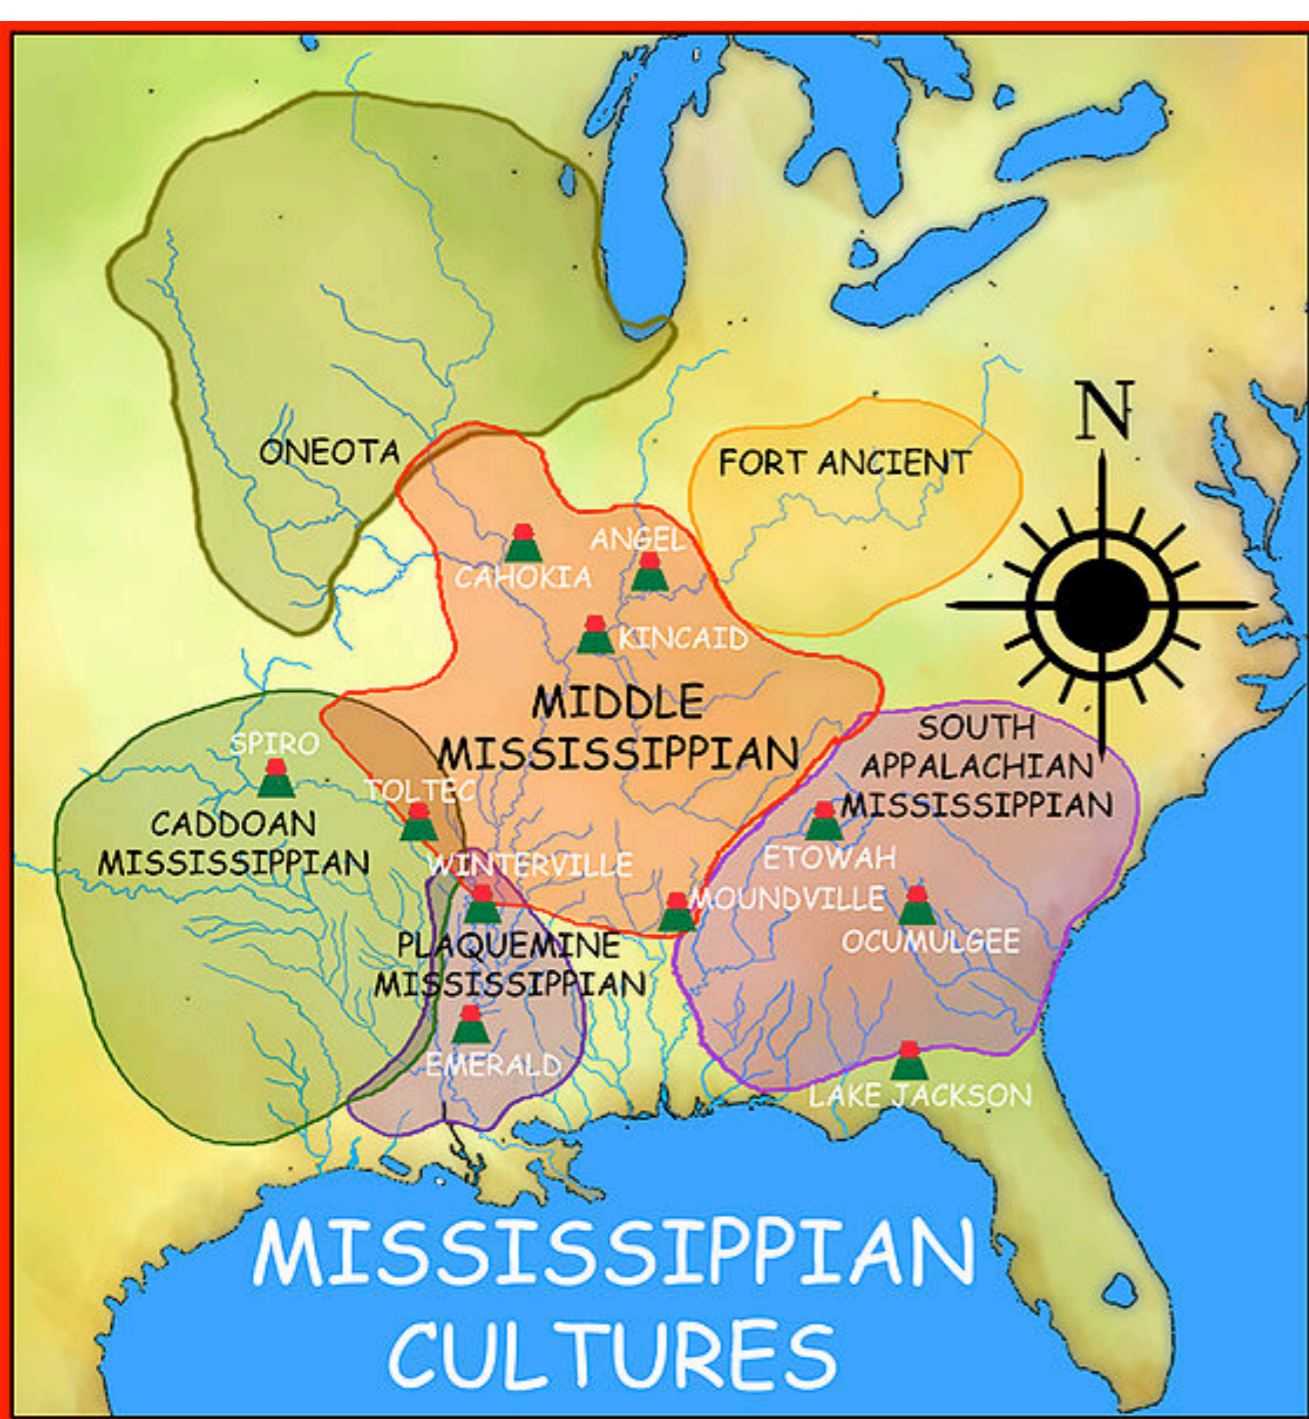 N
ONEOTA
FORT ANCIENT
ANGEL
CAHOKIA
KINCAID
MIDDLE
MISSISSIPPIAN
SOUTH
APPALACHIAN
MISSISSIPPIAN
SPIRO
TOLTEC
CADDOAN
MISSISSIPPIAN
WINTERVILLE
ETOWAH
MOUNDVILLE
OCUMULGEE
PLAQUEMINE
MISSISSIPPIAN
EMERALD
LAKE JACKSON
MISSISSIPPIAN
CULTURES